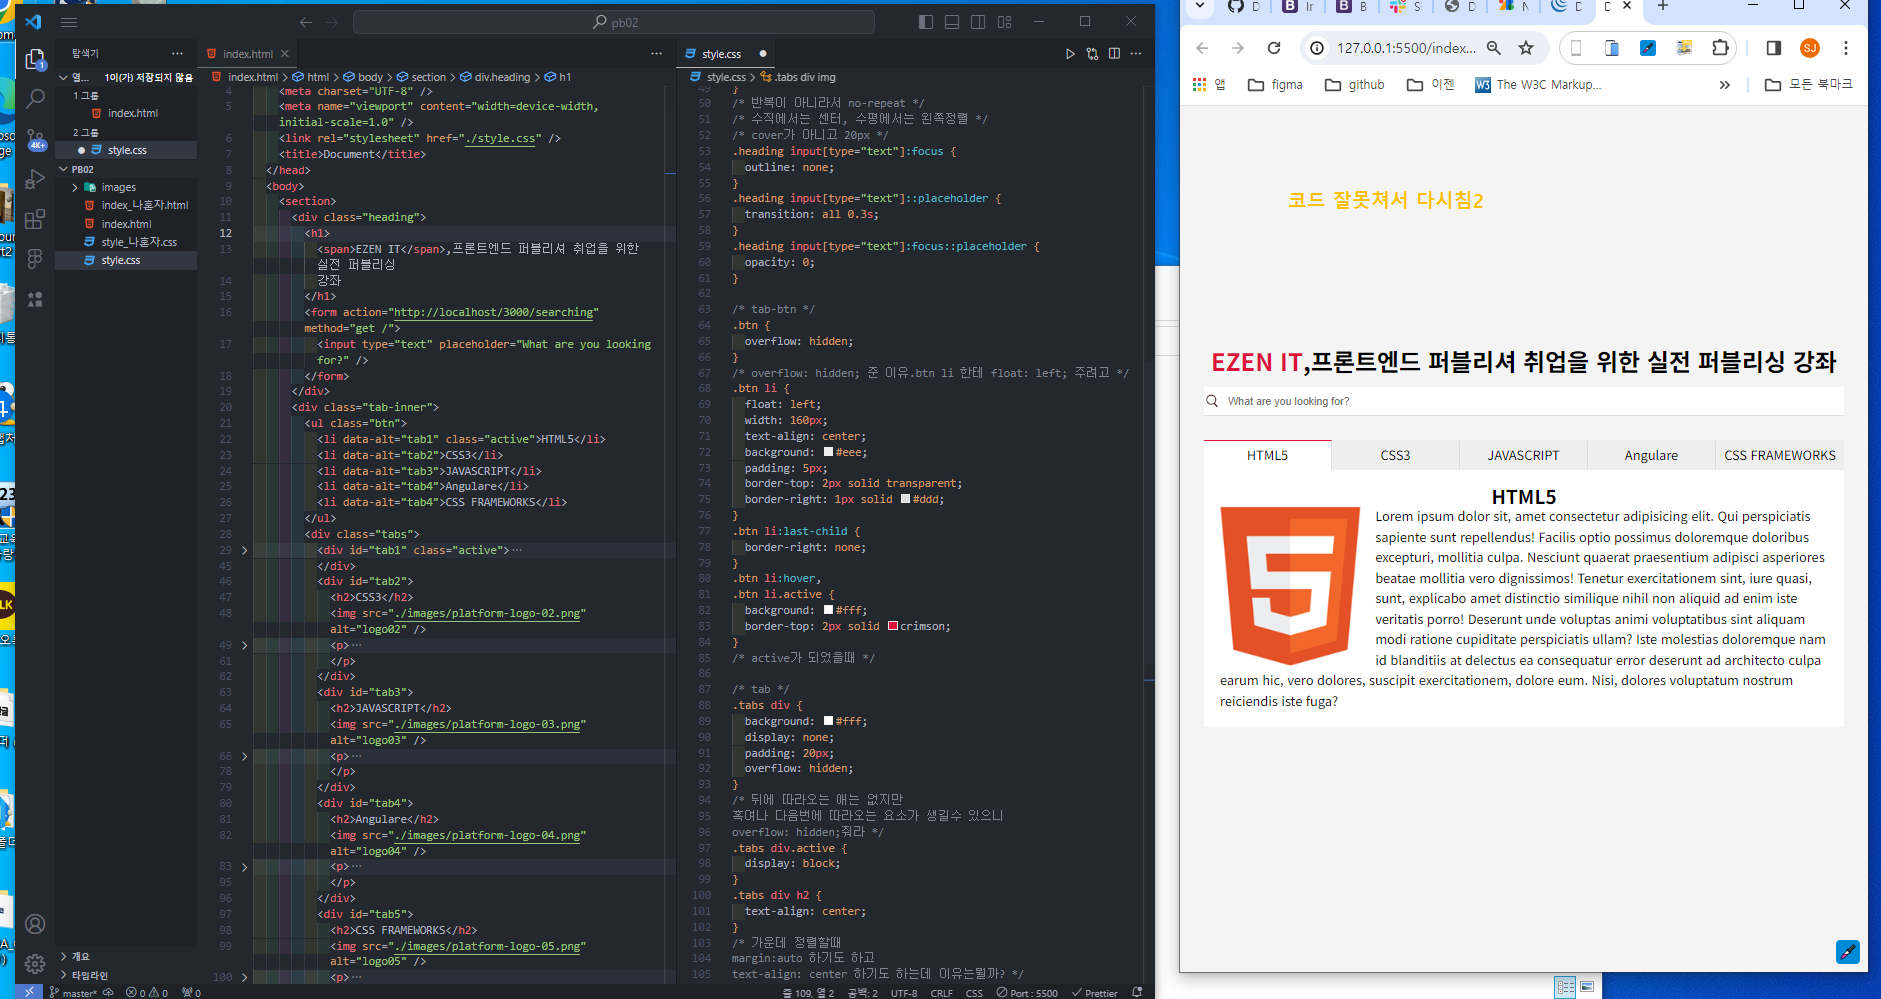 pb02
탐색기
index.html
style.css
열...
1이(가) 저장되지 않음
1 그룹
index.html
2 그룹
style.css
PB02
images
index_나혼자.html
index.html
style_나혼자.css
style.css
개요
타임라인
index.html > html > body > section > div.heading > h1
4 <meta charset="UTF-8" />
5 <meta name="viewport" content="width=device-width,
initial-scale=1.0" />
6 <link rel="stylesheet" href="./style.css" />
7 <title>Document</title>
8 </head>
9 <body>
10 <section>
11 <div class="heading">
12 <h1>
13 <span>EZEN IT</span>,프론트엔드 퍼블리셔 취업을 위한
실전 퍼블리싱
14 강좌
15 </h1>
16 <form action="http://localhost/3000/searching"
method="get /">
17 <input type="text" placeholder="What are you looking
for?" />
18 </form>
19 </div>
20 <div class="tab-inner">
21 <ul class="btn">
22 <li data-alt="tab1" class="active">HTML5</li>
23 <li data-alt="tab2">CSS3</li>
24 <li data-alt="tab3">JAVASCRIPT</li>
25 <li data-alt="tab4">Angulare</li>
26 <li data-alt="tab4">CSS FRAMEWORKS</li>
27 </ul>
28 <div class="tabs">
29 <div id="tab1" class="active">…
45 </div>
46 <div id="tab2">
47 <h2>CSS3</h2>
48 <img src="./images/platform-logo-02.png"
alt="logo02" />
49 <p>…
61 </p>
62 </div>
63 <div id="tab3">
64 <h2>JAVASCRIPT</h2>
65 <img src="./images/platform-logo-03.png"
alt="logo03" />
66 <p>…
78 </p>
79 </div>
80 <div id="tab4">
81 <h2>Angulare</h2>
82 <img src="./images/platform-logo-04.png"
alt="logo04" />
83 <p>…
95 </p>
96 </div>
97 <div id="tab5">
98 <h2>CSS FRAMEWORKS</h2>
99 <img src="./images/platform-logo-05.png"
alt="logo05" />
100 <p>…
style.css > .tabs div img
49 }
50 /* 반복이 아니라서 no-repeat */
51 /* 수직에서는 센터, 수평에서는 왼쪽정렬 */
52 /* cover가 아니고 20px */
53 .heading input[type="text"]:focus {
54 outline: none;
55 }
56 .heading input[type="text"]::placeholder {
57 transition: all 0.3s;
58 }
59 .heading input[type="text"]:focus::placeholder {
60 opacity: 0;
61 }
62
63 /* tab-btn */
64 .btn {
65 overflow: hidden;
66 }
67 /* overflow: hidden; 준 이유.btn li 한테 float: left; 주려고 */
68 .btn li {
69 float: left;
70 width: 160px;
71 text-align: center;
72 background: #eee;
73 padding: 5px;
74 border-top: 2px solid transparent;
75 border-right: 1px solid #ddd;
76 }
77 .btn li:last-child {
78 border-right: none;
79 }
80 .btn li:hover,
81 .btn li.active {
82 background: #fff;
83 border-top: 2px solid crimson;
84 }
85 /* active가 되었을때 */
86
87 /* tab */
88 .tabs div {
89 background: #fff;
90 display: none;
91 padding: 20px;
92 overflow: hidden;
93 }
94 /* 뒤에 따라오는 애는 없지만
95 혹여나 다음번에 따라오는 요소가 생길수 있으니
96 overflow: hidden;줘라 */
97 .tabs div.active {
98 display: block;
99 }
100 .tabs div h2 {
101 text-align: center;
102 }
103 /* 가운데 정렬할때
104 margin:auto 하기도 하고
105 text-align: center 하기도 하는데 이유는뭘까? */
master*
0 0
0
줄 109, 열 2
공백: 2
UTF-8
CRLF
CSS
Port : 5500
Prettier
127.0.0.1:5500/index...
SJ
앱
figma
github
이젠
The W3C Markup...
모든 북마크
코드 잘못쳐서 다시침2
EZEN IT,프론트엔드 퍼블리셔 취업을 위한 실전 퍼블리싱 강좌
What are you looking for?
HTML5
CSS3
JAVASCRIPT
Angulare
CSS FRAMEWORKS
HTML5
Lorem ipsum dolor sit, amet consectetur adipisicing elit. Qui perspiciatis
sapiente sunt repellendus! Facilis optio possimus doloremque doloribus
excepturi, mollitia culpa. Nesciunt quaerat praesentium adipisci asperiores
beatae mollitia vero dignissimos! Tenetur exercitationem sint, iure quasi,
sunt, explicabo amet distinctio similique nihil non aliquid ad enim iste
veritatis porro! Deserunt unde voluptas animi voluptatibus sint aliquam
modi ratione cupiditate perspiciatis ullam? Iste molestias doloremque nam
id blanditiis at delectus ea consequatur error deserunt ad architecto culpa
earum hic, vero dolores, suscipit exercitationem, dolore eum. Nisi, dolores voluptatum nostrum
reiciendis iste fuga?